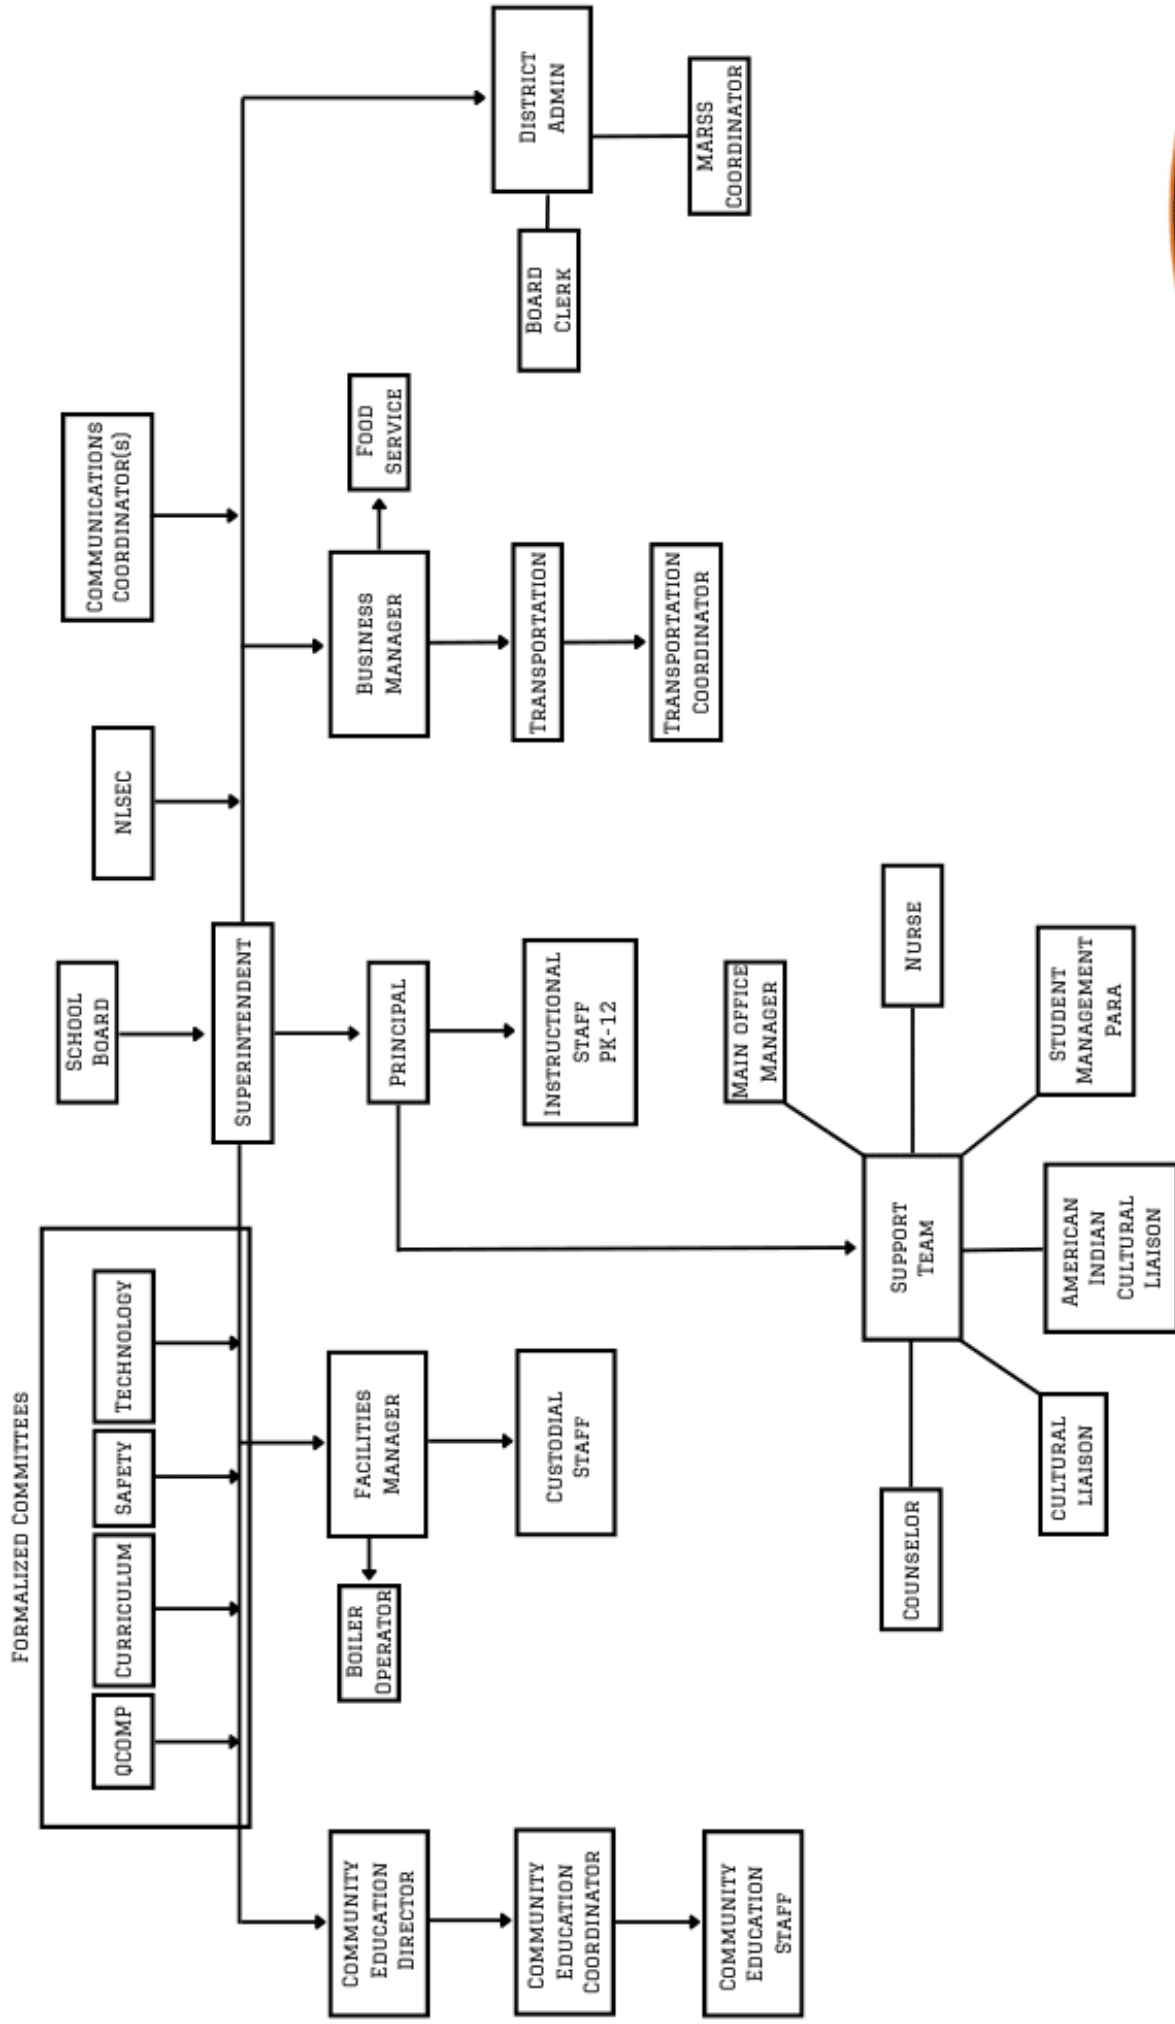 Formalized Committees
QComp
Curriculum
Safety
Technology
School
Board
NLSEC
Communications
Coordinator(s)
Superintendent
Community
Education
Director
Boiler
Operator
Facilities
Manager
Principal
Business
Manager
Food
Service
District
Admin
Board
Clerk
Community
Education
Coordinator
Custodial
Staff
Instructional
Staff
PK-12
Transportation
MARSS
Coordinator
Community
Education
Staff
Transportation
Coordinator
Main Office
Manager
Counselor
Support
Team
Nurse
Cultural
Liaison
American
Indian
Cultural
Liaison
Student
Management
Para